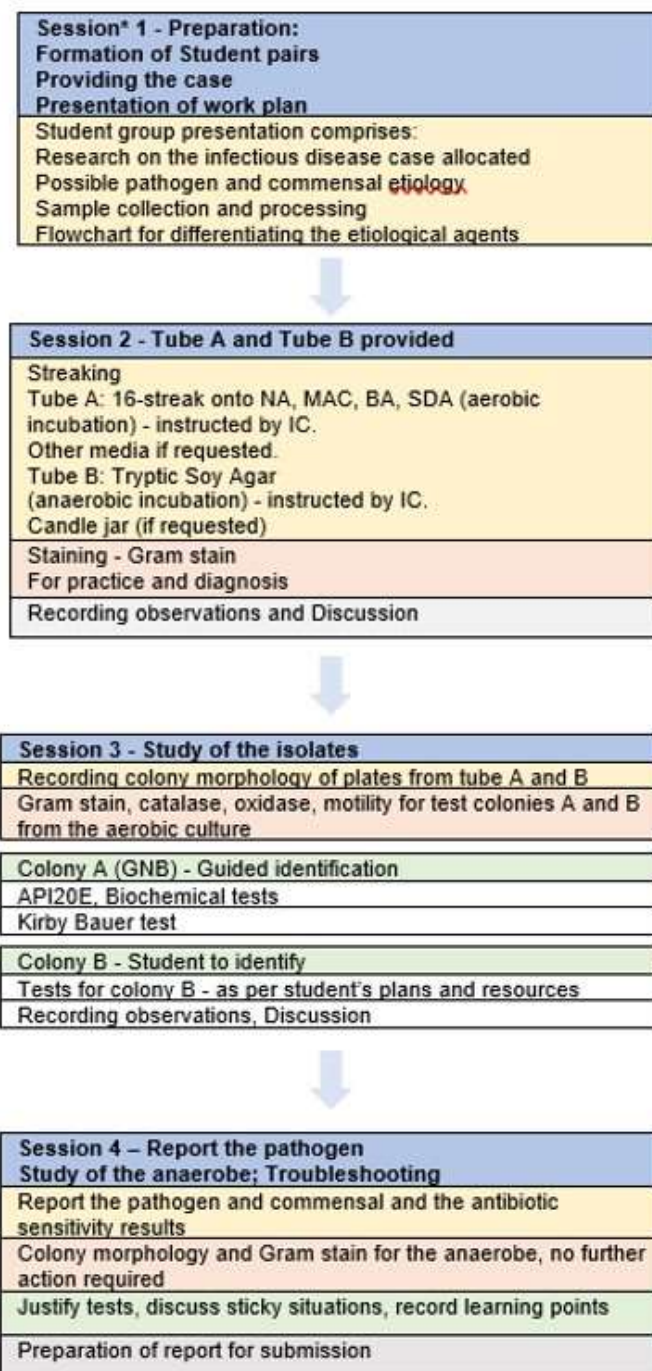 Session* 1 - Preparation:
Formation of Student pairs
Providing the case
Presentation of work plan
Student group presentation comprises:
Research on the infectious disease case allocated
Possible pathogen and commensal etiology
Sample collection and processing
Flowchart for differentiating the etiological agents
Session 2 - Tube A and Tube B provided
Streaking
Tube A: 16-streak onto NA, MAC, BA, SDA (aerobic
incubation) - instructed by IC.
Other media if requested.
Tube B: Tryptic Soy Agar
(anaerobic incubation) - instructed by IC.
Candle jar (if requested)
Staining - Gram stain
For practice and diagnosis
Recording observations and Discussion
Session 3 - Study of the isolates
Recording colony morphology of plates from tube A and B
Gram stain, catalase, oxidase, motility for test colonies A and B
from the aerobic culture
Colony A (GNB) - Guided identification
API20E, Biochemical tests
Kirby Bauer test
Colony B - Student to identify
Tests for colony B - as per student's plans and resources
Recording observations, Discussion
Session 4 – Report the pathogen
Study of the anaerobe; Troubleshooting
Report the pathogen and commensal and the antibiotic
sensitivity results
Colony morphology and Gram stain for the anaerobe, no further
action required
Justify tests, discuss sticky situations, record learning points
Preparation of report for submission